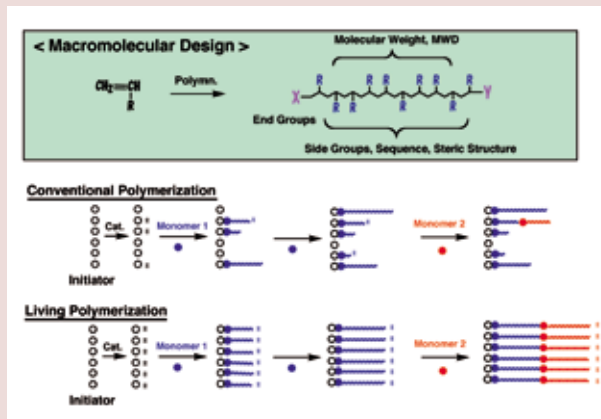 < Macromolecular Design >
Molecular Weight, MWD
CH2=CH
R
Polymn.
R R R R R R
X Y
R R R R R
End Groups
Side Groups, Sequence, Steric Structure
Conventional Polymerization
Cat.
Monomer 1
Monomer 2
Initiator
Living Polymerization
Cat.
Monomer 1
Monomer 2
Initiator